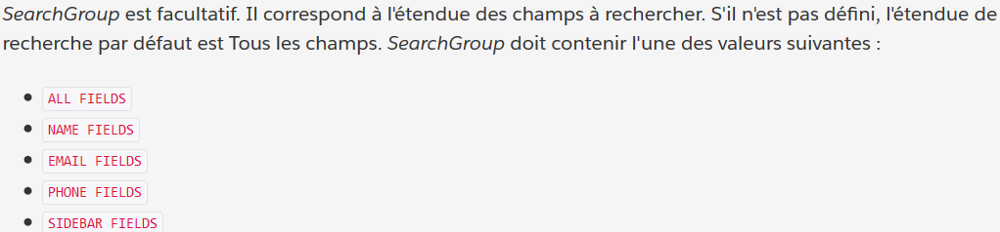 SearchGroup est facultatif. Il correspond à l'étendue des champs à rechercher. S'il n'est pas défini, l'étendue de
recherche par défaut est Tous les champs. SearchGroup doit contenir l'une des valeurs suivantes :
• ALL FIELDS
• NAME FIELDS
• EMAIL FIELDS
• PHONE FIELDS
• SIDEBAR FIELDS